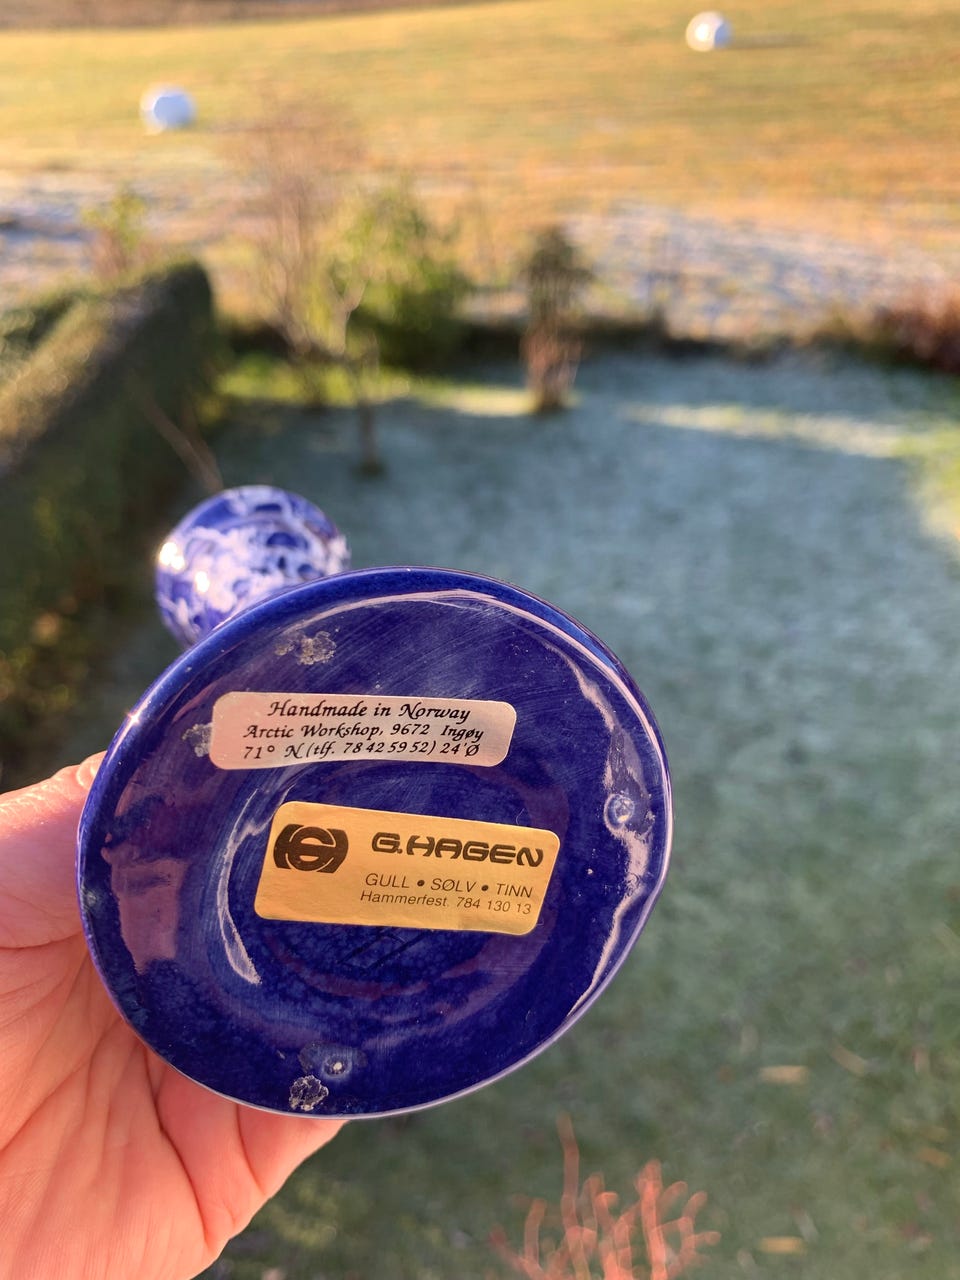 Handmade in Norway
Arctic Workshop, 9672 Ingøy
71° N (tlf. 78 42 59 52) 24'Ø
G.HAGEN
GULL • SØLV • TINN
Hammerfest. 784 130 13